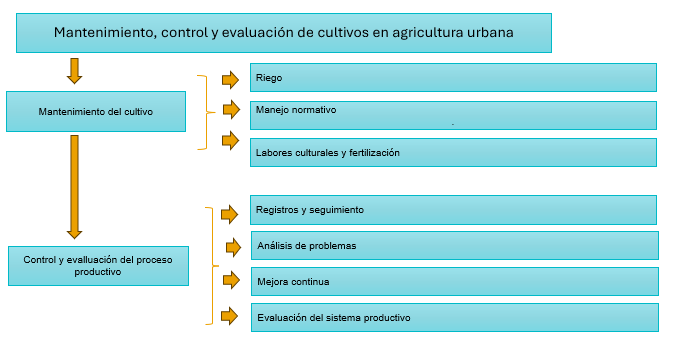 Mantenimiento, control y evaluación de cultivos en agricultura urbana
Mantenimiento del cultivo
Riego
Manejo normativo
.
Labores culturales y fertilización
Control y evalluación del proceso
productivo
Registros y seguimiento
Análisis de problemas
Mejora continua
Evaluación del sistema productivo